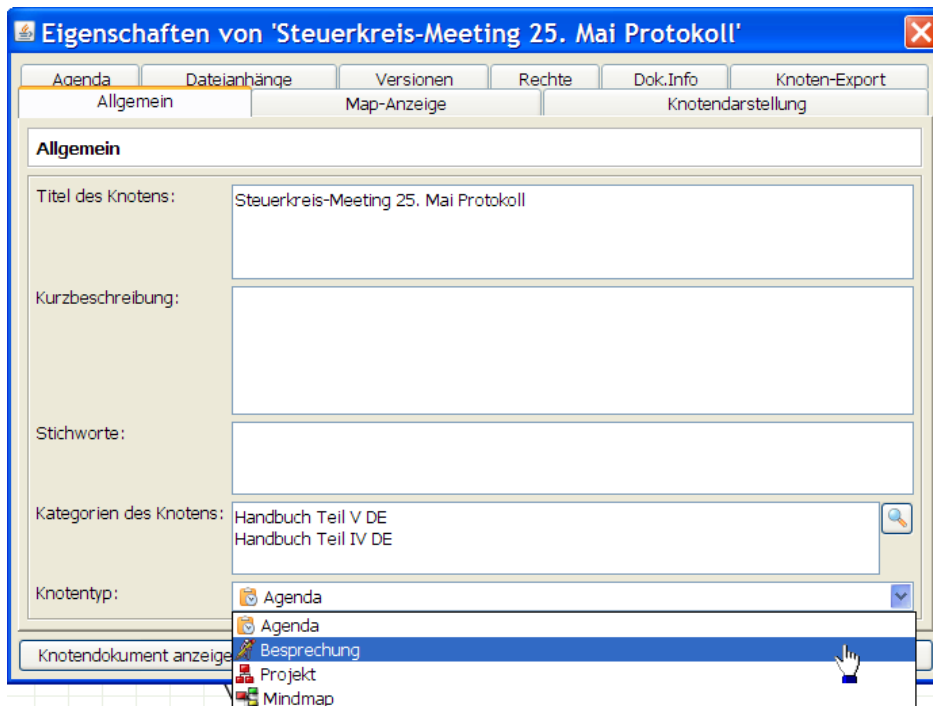 Eigenschaften von 'Steuerkreis-Meeting 25. Mai Protokoll'
Agenda Dateianhänge Versionen Rechte Dok.Info Knoten-Export
Allgemein Map-Anzeige Knotendarstellung
Allgemein
Titel des Knotens: Steuerkreis-Meeting 25. Mai Protokoll
Kurzbeschreibung:
Stichworte:
Kategorien des Knotens: Handbuch Teil V DE
Handbuch Teil IV DE
Knotentyp: Agenda
Agenda
Knotendokument anzeige Besprechung
Projekt
Mindmap